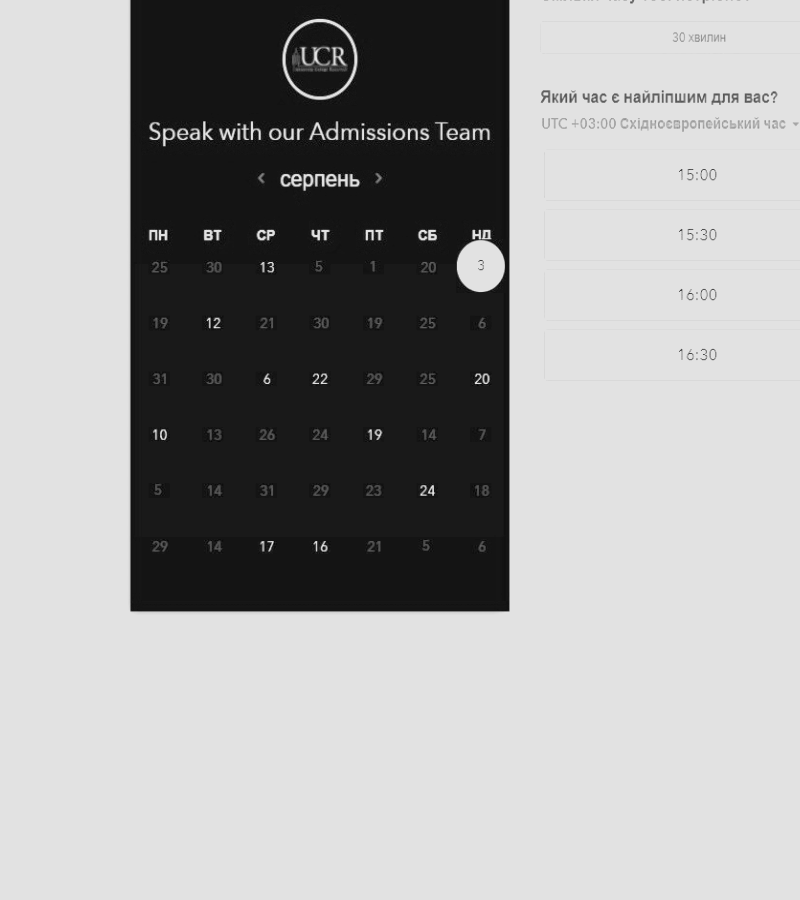 UCR
Speak with our Admissions Team
< серпень >
ПН ВТ СР ЧТ ПТ СБ НД
25 30 13 5 1 20 3
19 12 21 30 19 25 6
31 30 6 22 29 25 20
10 13 26 24 19 14 7
5 14 31 29 23 24 18
29 14 17 16 21 5 6
30 хвилин
Який час є найліпшим для вас?
UTC +03:00 Східноєвропейський час
15:00
15:30
16:00
16:30